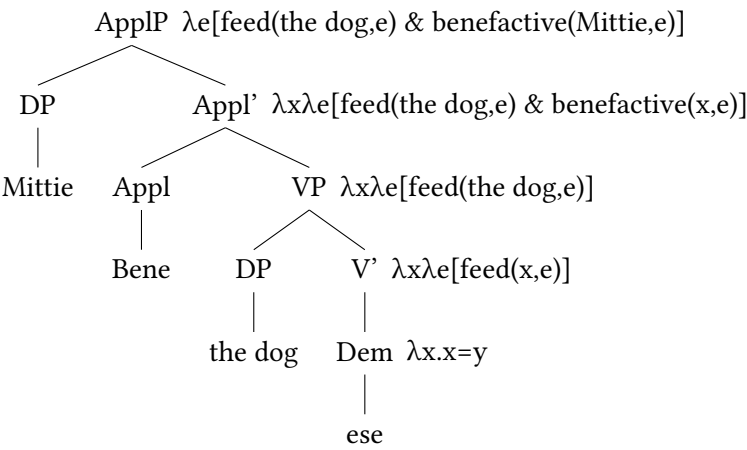 ApplP λe[feed(the dog,e) & benefactive(Mittie,e)]
DP Appl’ λxλe[feed(the dog,e) & benefactive(x,e)]
Mittie Appl VP λxλe[feed(the dog,e)]
Bene DP V’ λxλe[feed(x,e)]
the dog Dem λx.x=y
ese